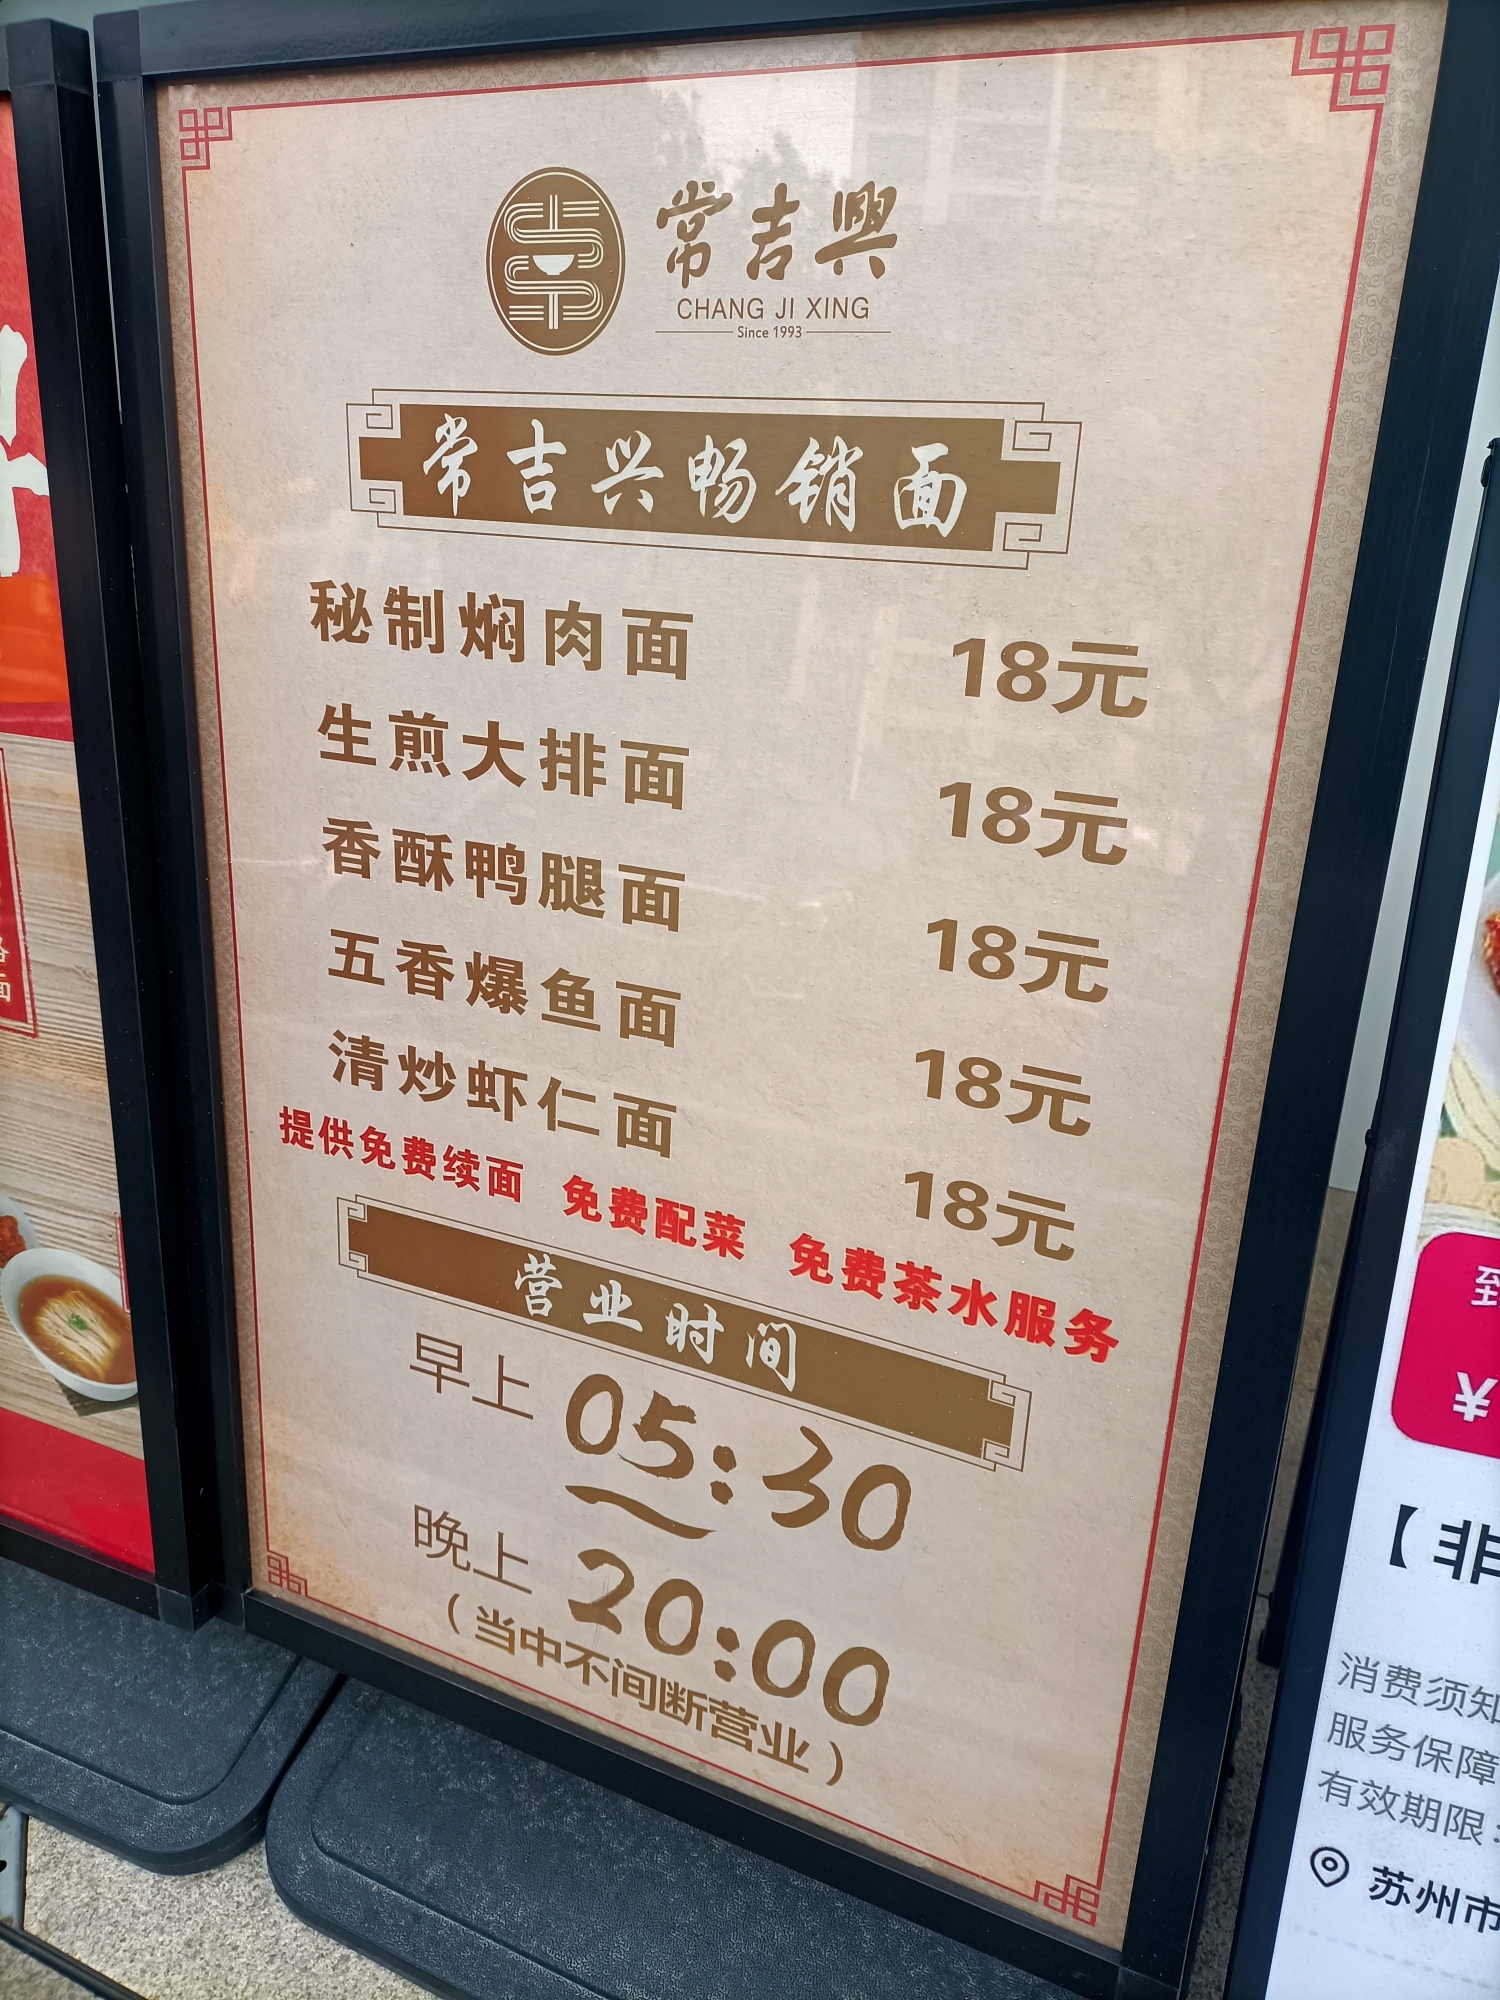 常吉興
CHANG JI XING
Since 1993
常吉兴畅销面
秘制焖肉面 18元
生煎大排面 18元
香酥鸭腿面 18元
五香爆鱼面 18元
清炒虾仁面 18元
提供免费续面 免费配菜 免费茶水服务
营业时间
早上 05:30
晚上 20:00
（当中不间断营业）
面
至
¥
【非
消费须知
服务保障
有效期限：
苏州市